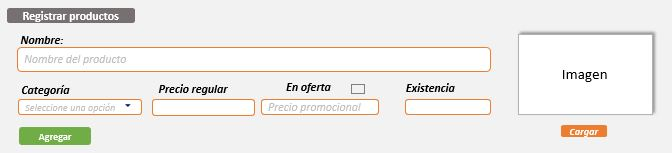 Registrar productos
Nombre:
Nombre del producto
Imagen
Categoría Precio regular En oferta Existencia
Seleccione una opción Precio promocional
Agregar
Cargar